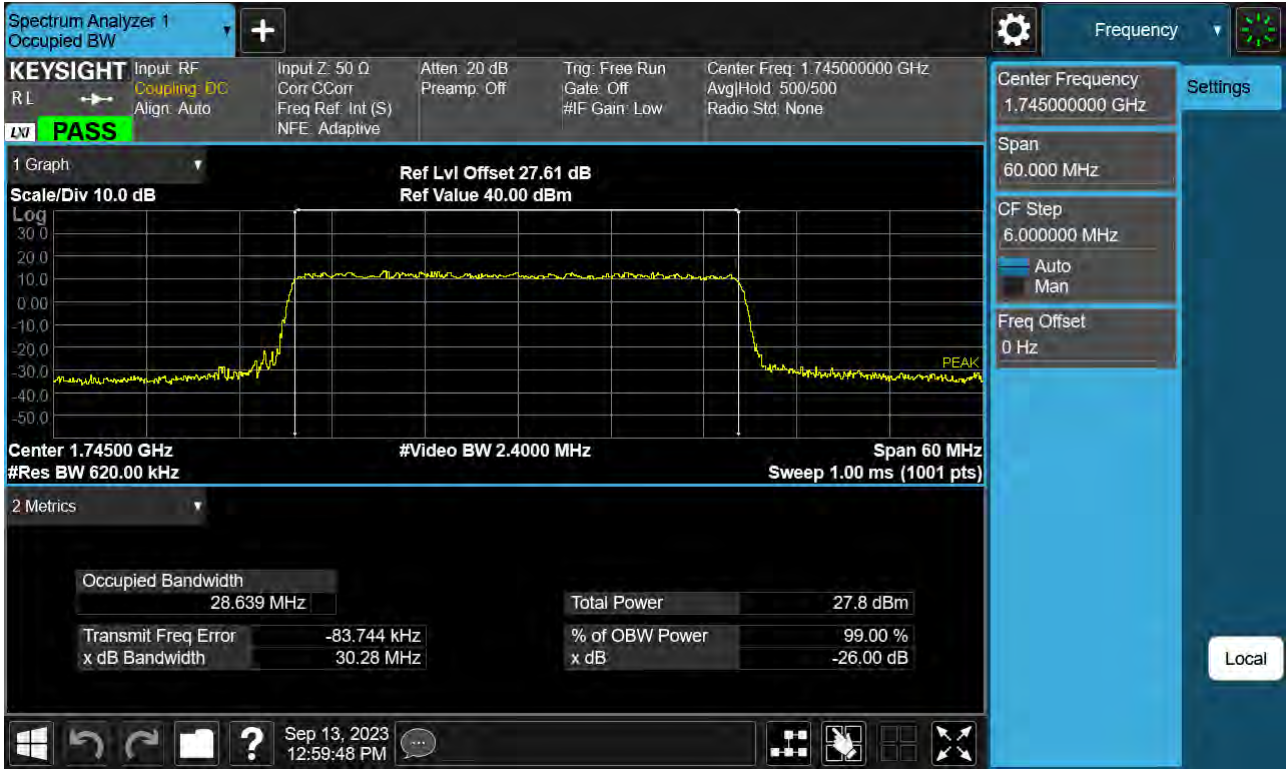 Spectrum Analyzer 1
Occupied BW
Frequency
KEYSIGHT
R L
LXI
PASS
Input: RF
Coupling: DC
Align: Auto
Input Z: 50 Ω
Corr CCorr
Freq Ref: Int (S)
NFE: Adaptive
Atten: 20 dB
Preamp: Off
Trig: Free Run
Gate: Off
#IF Gain: Low
Center Freq: 1.745000000 GHz
Avg|Hold: 500/500
Radio Std: None
Center Frequency
1.745000000 GHz
Settings
Span
60.000 MHz
CF Step
6.000000 MHz
Auto
Man
Freq Offset
0 Hz
Local
1 Graph
Scale/Div 10.0 dB
Ref Lvl Offset 27.61 dB
Ref Value 40.00 dBm
Log
30.0
20.0
10.0
0.00
-10.0
-20.0
-30.0
-40.0
-50.0
PEAK
Center 1.74500 GHz
#Video BW 2.4000 MHz
Span 60 MHz
#Res BW 620.00 kHz
Sweep 1.00 ms (1001 pts)
2 Metrics
Occupied Bandwidth
28.639 MHz
Total Power 27.8 dBm
Transmit Freq Error -83.744 kHz
% of OBW Power 99.00 %
x dB Bandwidth 30.28 MHz
x dB -26.00 dB
?
Sep 13, 2023
12:59:48 PM